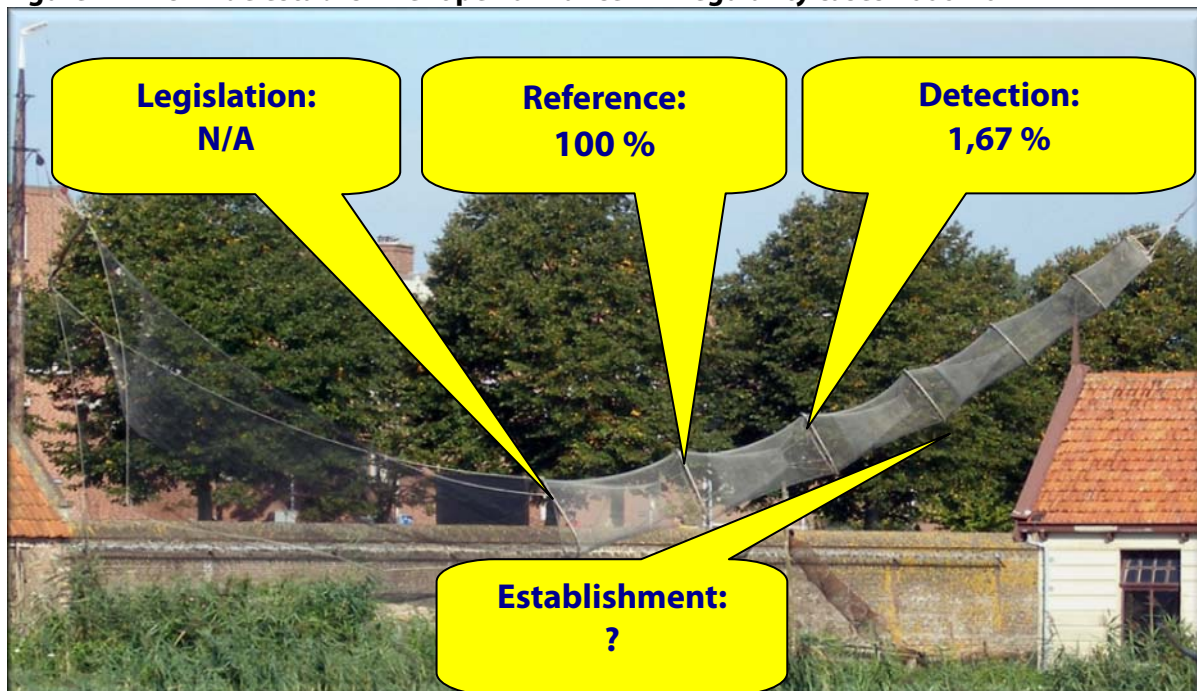 Legislation:
N/A
Reference:
100 %
Detection:
1,67 %
Establishment:
?